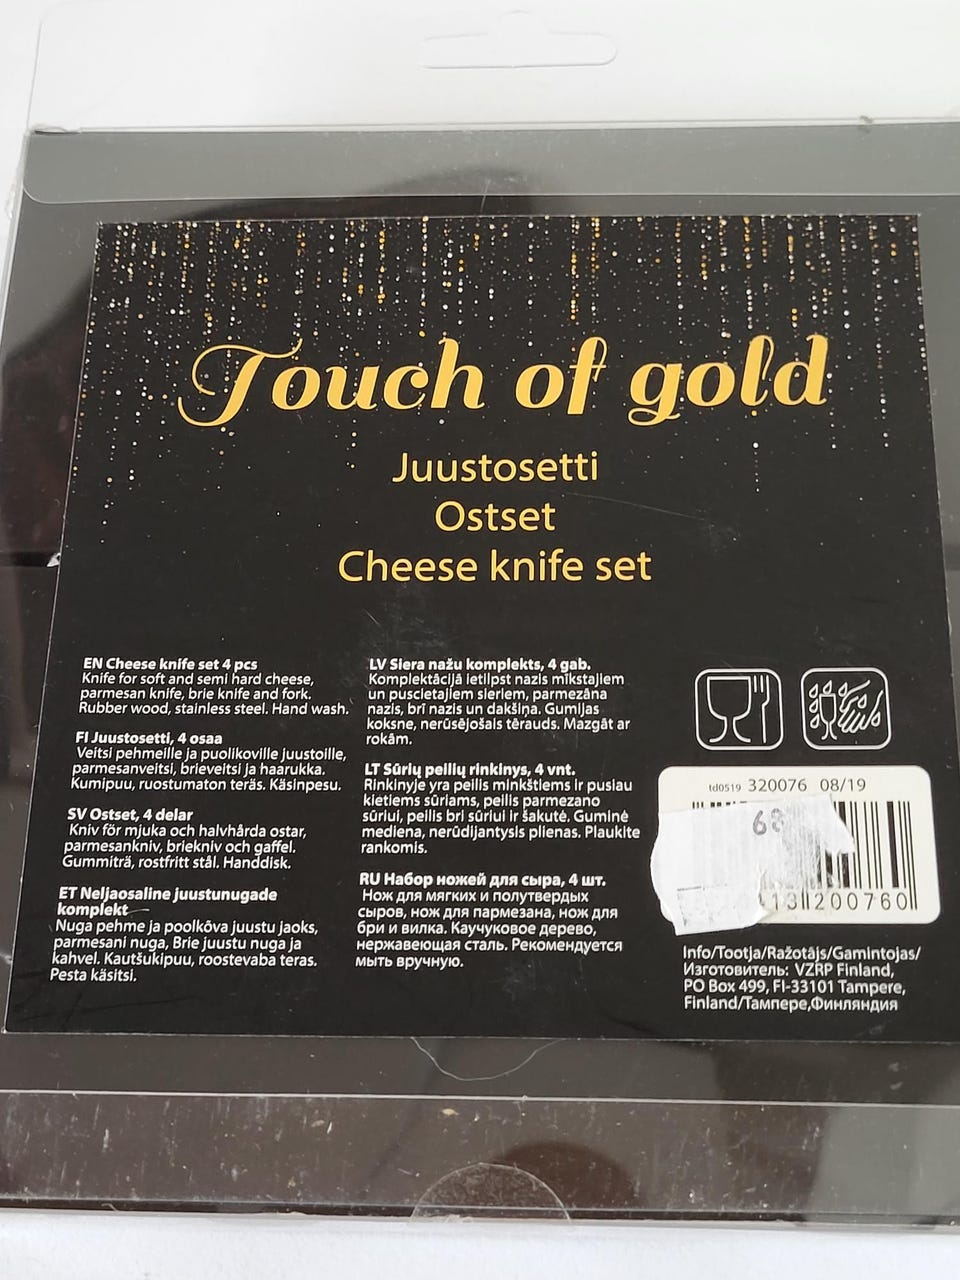 Touch of gold
Juustosetti
Ostset
Cheese knife set
EN Cheese knife set 4 pcs
Knife for soft and semi hard cheese,
parmesan knife, brie knife and fork.
Rubber wood, stainless steel. Hand wash.
FI Juustosetti, 4 osaa
Veitsi pehmeille ja puolikoville juustoille,
parmesanveitsi, brieveitsi ja haarukka.
Kumipuu, ruostumaton teräs. Käsinpesu.
SV Ostset, 4 delar
Kniv för mjuka och halvhårda ostar,
parmesankniv, briekniv och gaffel.
Gummiträ, rostfritt stål. Handdisk.
ET Neljaosaline juustunugade
komplekt
Nuga pehme ja poolkõva juustu jaoks,
parmesani nuga, Brie juustu nuga ja
kahvel. Kautšukipuu, roostevaba teras.
Pesta käsitsi.
LV Siera nažu komplekts, 4 gab.
Komplektācijā ietilpst nazis mīkstajiem
un puscietajiem sieriem, parmezāna
nazis, brī nazis un dakšiņa. Gumijas
koksne, nerūsējošais tērauds. Mazgāt ar
rokām.
LT Sūrių peilių rinkinys, 4 vnt.
Rinkinyje yra peilis minkštiems ir pusiau
kietiems sūriams, peilis parmezano
sūriui, peilis bri sūriui ir šakutė. Guminė
mediena, nerūdijantysis plienas. Plaukite
rankomis.
RU Набор ножей для сыра, 4 шт.
Нож для мягких и полутвердых
сыров, нож для пармезана, нож для
бри и вилка. Каучуковое дерево,
нержавеющая сталь. Рекомендуется
мыть вручную.
td0519 320076 08/19
68
13 200760
Info/Tootja/Ražotājs/Gamintojas/
Изготовитель: VZRP Finland,
PO Box 499, FI-33101 Tampere,
Finland/Тампере,Финляндия